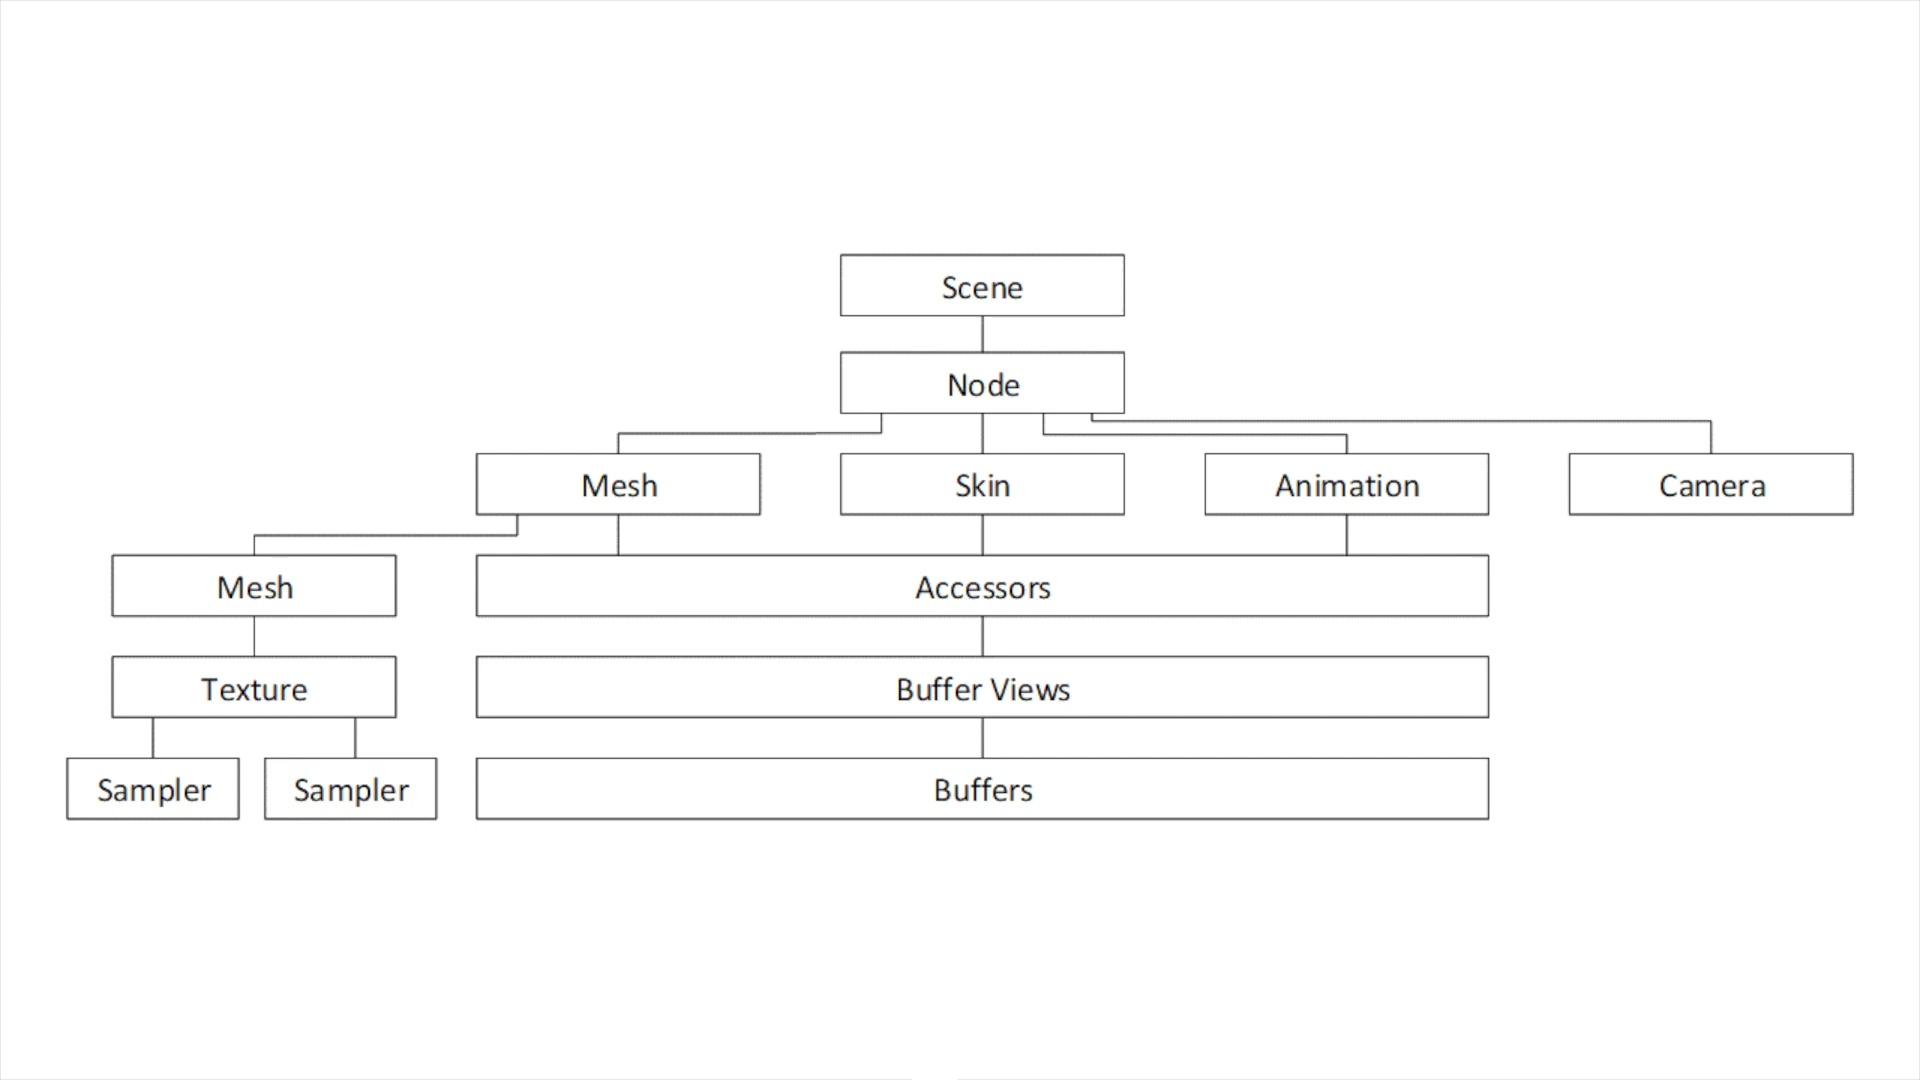 Scene
Node
Mesh
Skin
Animation
Camera
Mesh
Accessors
Texture
Buffer Views
Sampler
Sampler
Buffers